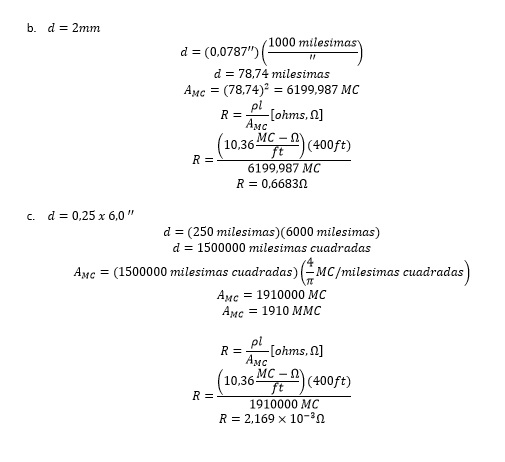 b. d = 2mm
d = (0,0787′′)(1000 milesimas/′′)
d = 78,74 milesimas
A_MC = (78,74)² = 6199,987 MC
R = ρl/A_MC [ohms, Ω]
R = (10,36 MC − Ω/ft)(400ft)/6199,987 MC
R = 0,6683Ω
c. d = 0,25 x 6,0 ′′
d = (250 milesimas)(6000 milesimas)
d = 1500000 milesimas cuadradas
A_MC = (1500000 milesimas cuadradas)(4/π MC/milesimas cuadradas)
A_MC = 1910000 MC
A_MC = 1910 MMC
R = ρl/A_MC [ohms, Ω]
R = (10,36 MC − Ω/ft)(400ft)/1910000 MC
R = 2,169 × 10⁻³Ω